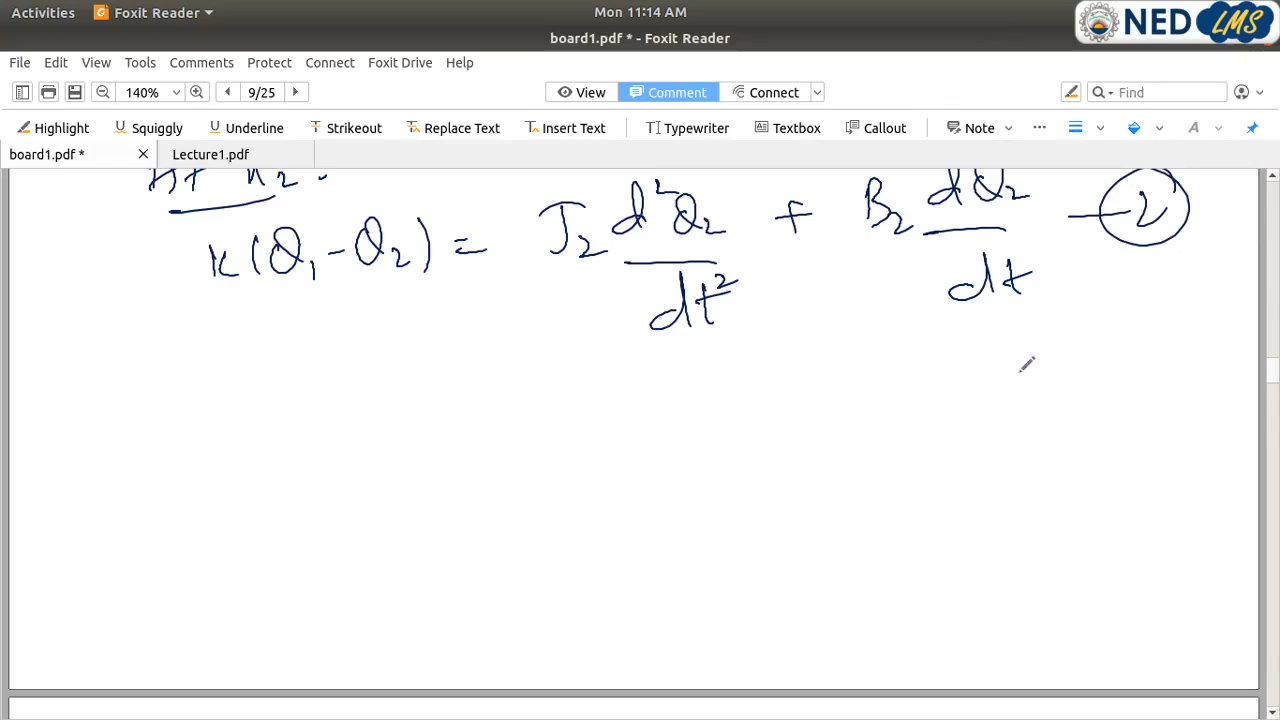 Activities Foxit Reader Mon 11:14 AM
board1.pdf * - Foxit Reader
NED LMS
File Edit View Tools Comments Protect Connect Foxit Drive Help
140% 9/25 View Comment Connect Find
Highlight Squiggly Underline Strikeout Replace Text Insert Text Typewriter Textbox Callout Note ...
board1.pdf * Lecture1.pdf
k(θ₁-θ₂) = J₂ d²θ₂/dt² + B₂ dθ₂/dt — 2